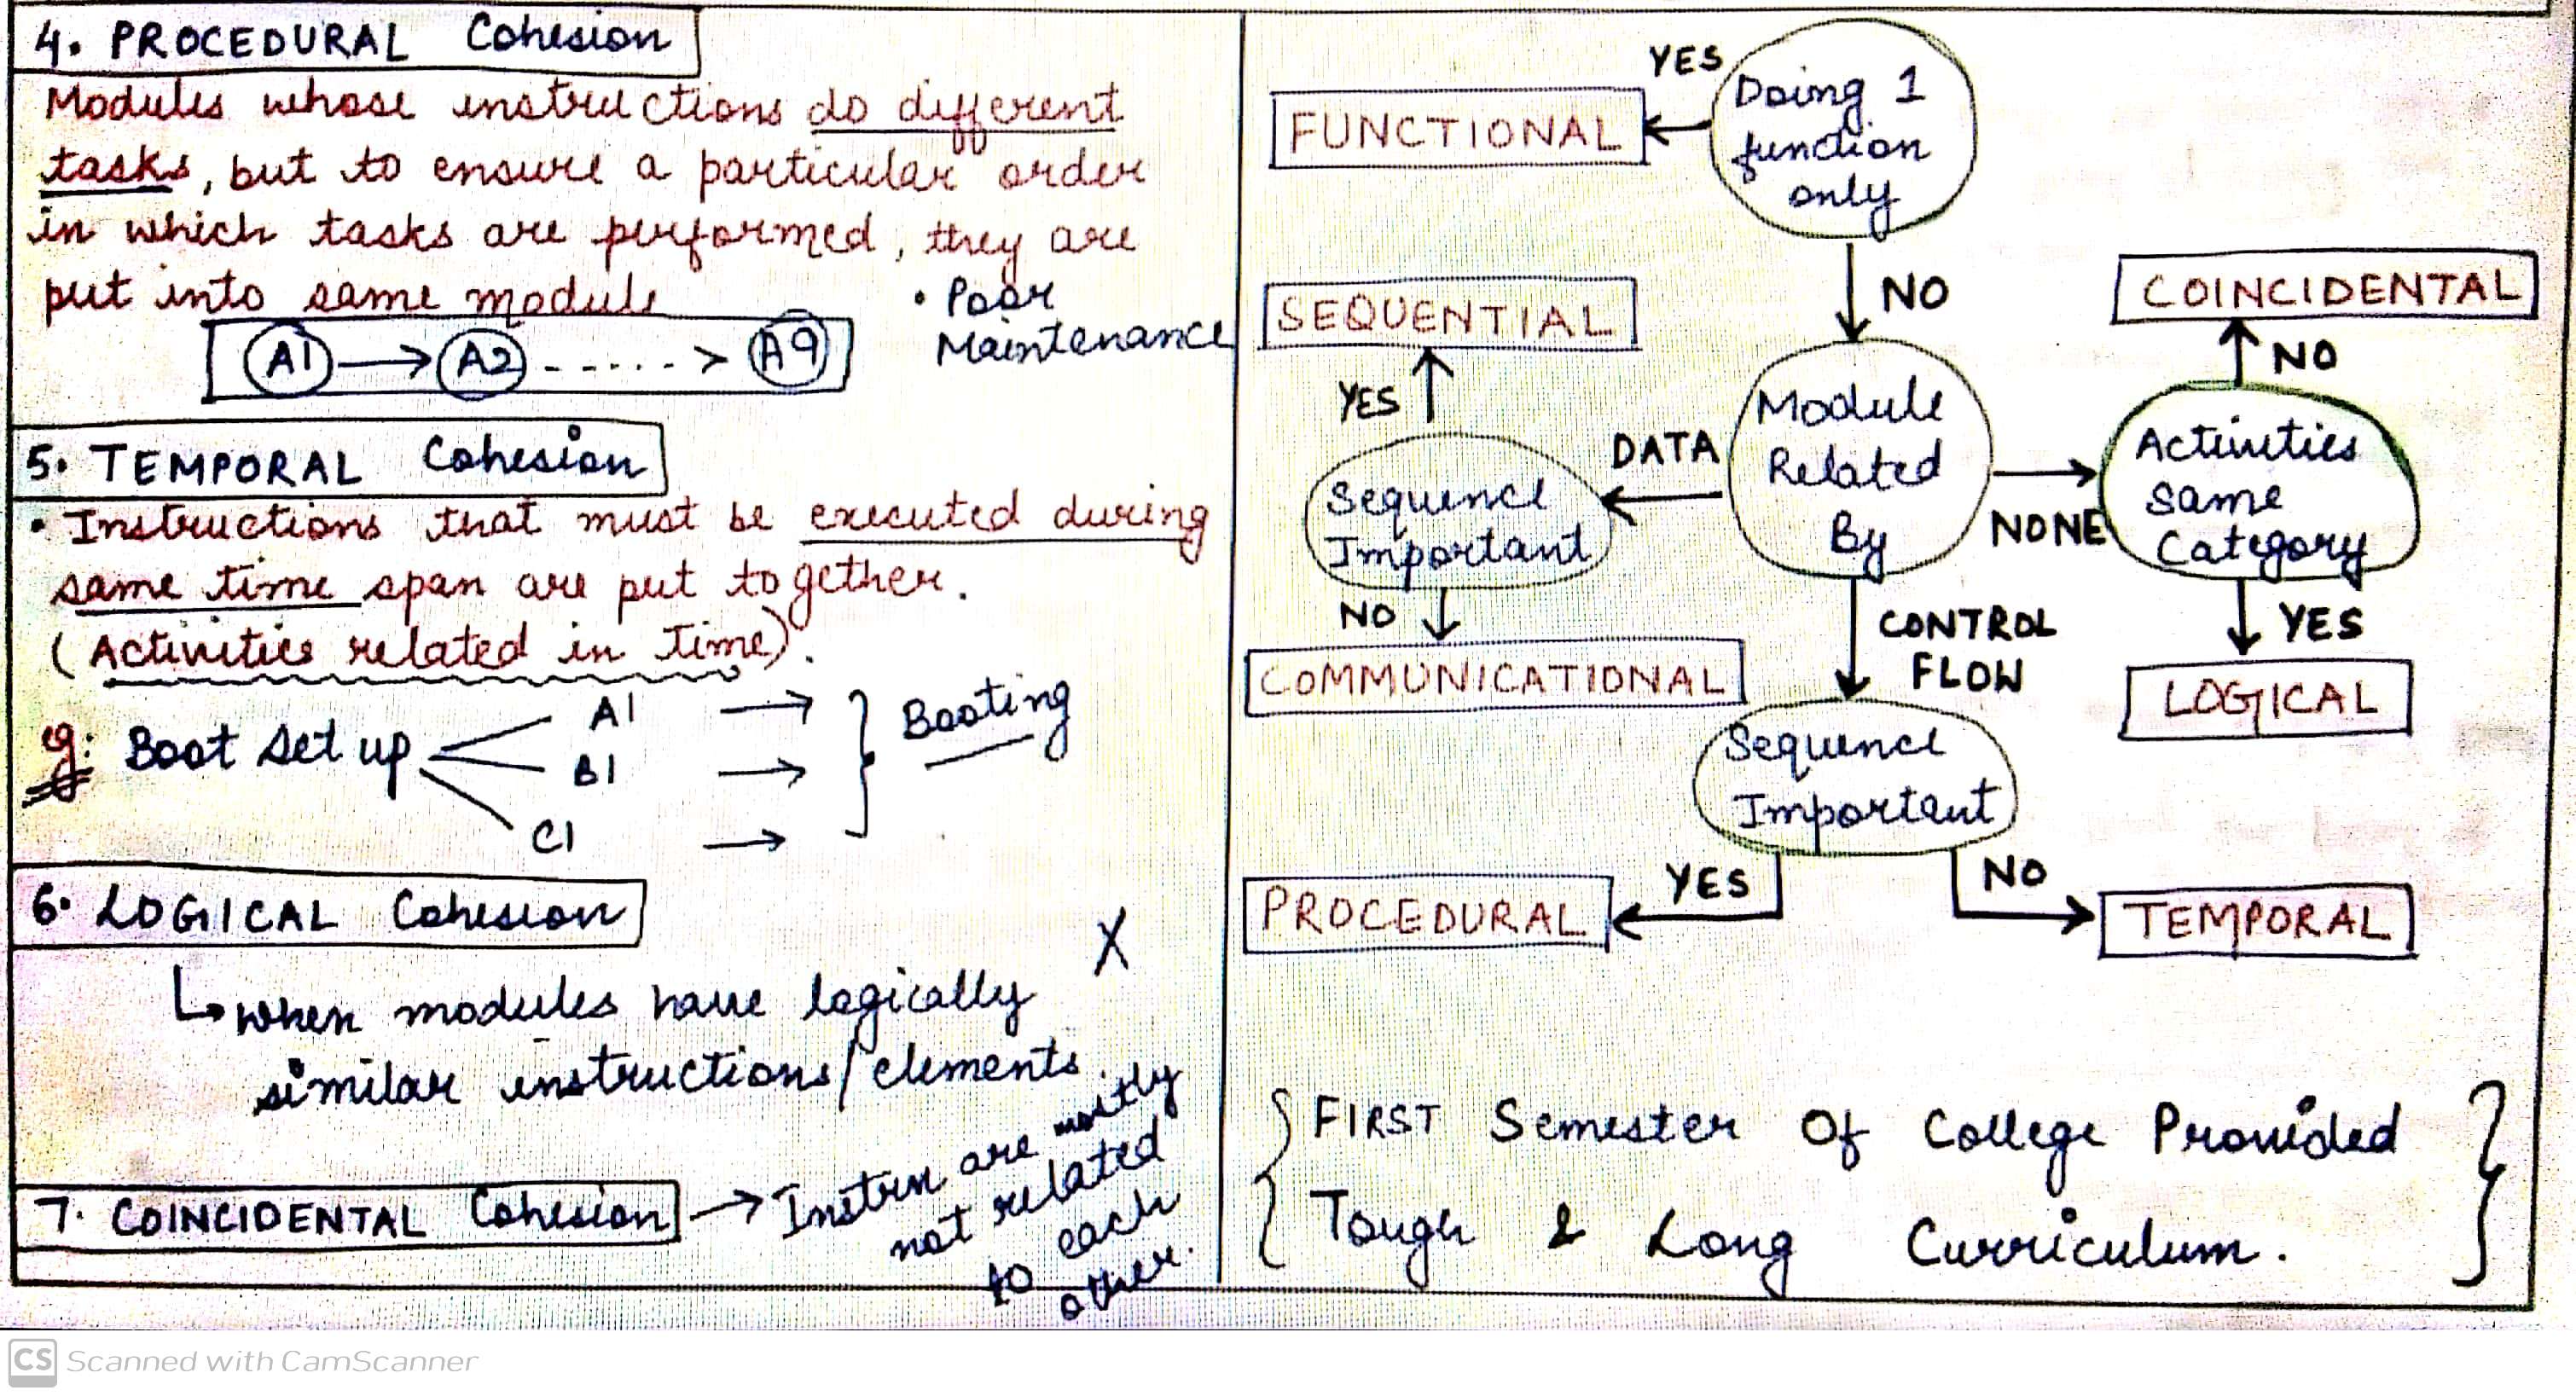 4. PROCEDURAL Cohesion
Modules whose instructions do different
tasks, but to ensure a particular order
in which tasks are performed, they are
put into same module
• Poor
Maintenance
A1 → A2 ------> A9
5. TEMPORAL Cohesion
• Instructions that must be executed during
same time span are put together.
(Activities related in Time).
eg: Boot set up
A1 →
B1 →
C1 →
} Booting
6. LOGICAL Cohesion
X
↳ when modules have logically
similar instructions/elements.
7. COINCIDENTAL Cohesion → Instrn are mostly
not related
to each
other.
YES
Doing 1
function
only
FUNCTIONAL
NO
COINCIDENTAL
SEQUENTIAL
NO
YES
Module
Related
By
DATA
Activities
Same
Category
Sequence
Important
NONE
NO
CONTROL
FLOW
YES
COMMUNICATIONAL
LOGICAL
Sequence
Important
YES
NO
PROCEDURAL
TEMPORAL
{ FIRST Semester Of College Provided
Tough & Long Curriculum. }
CS Scanned with CamScanner